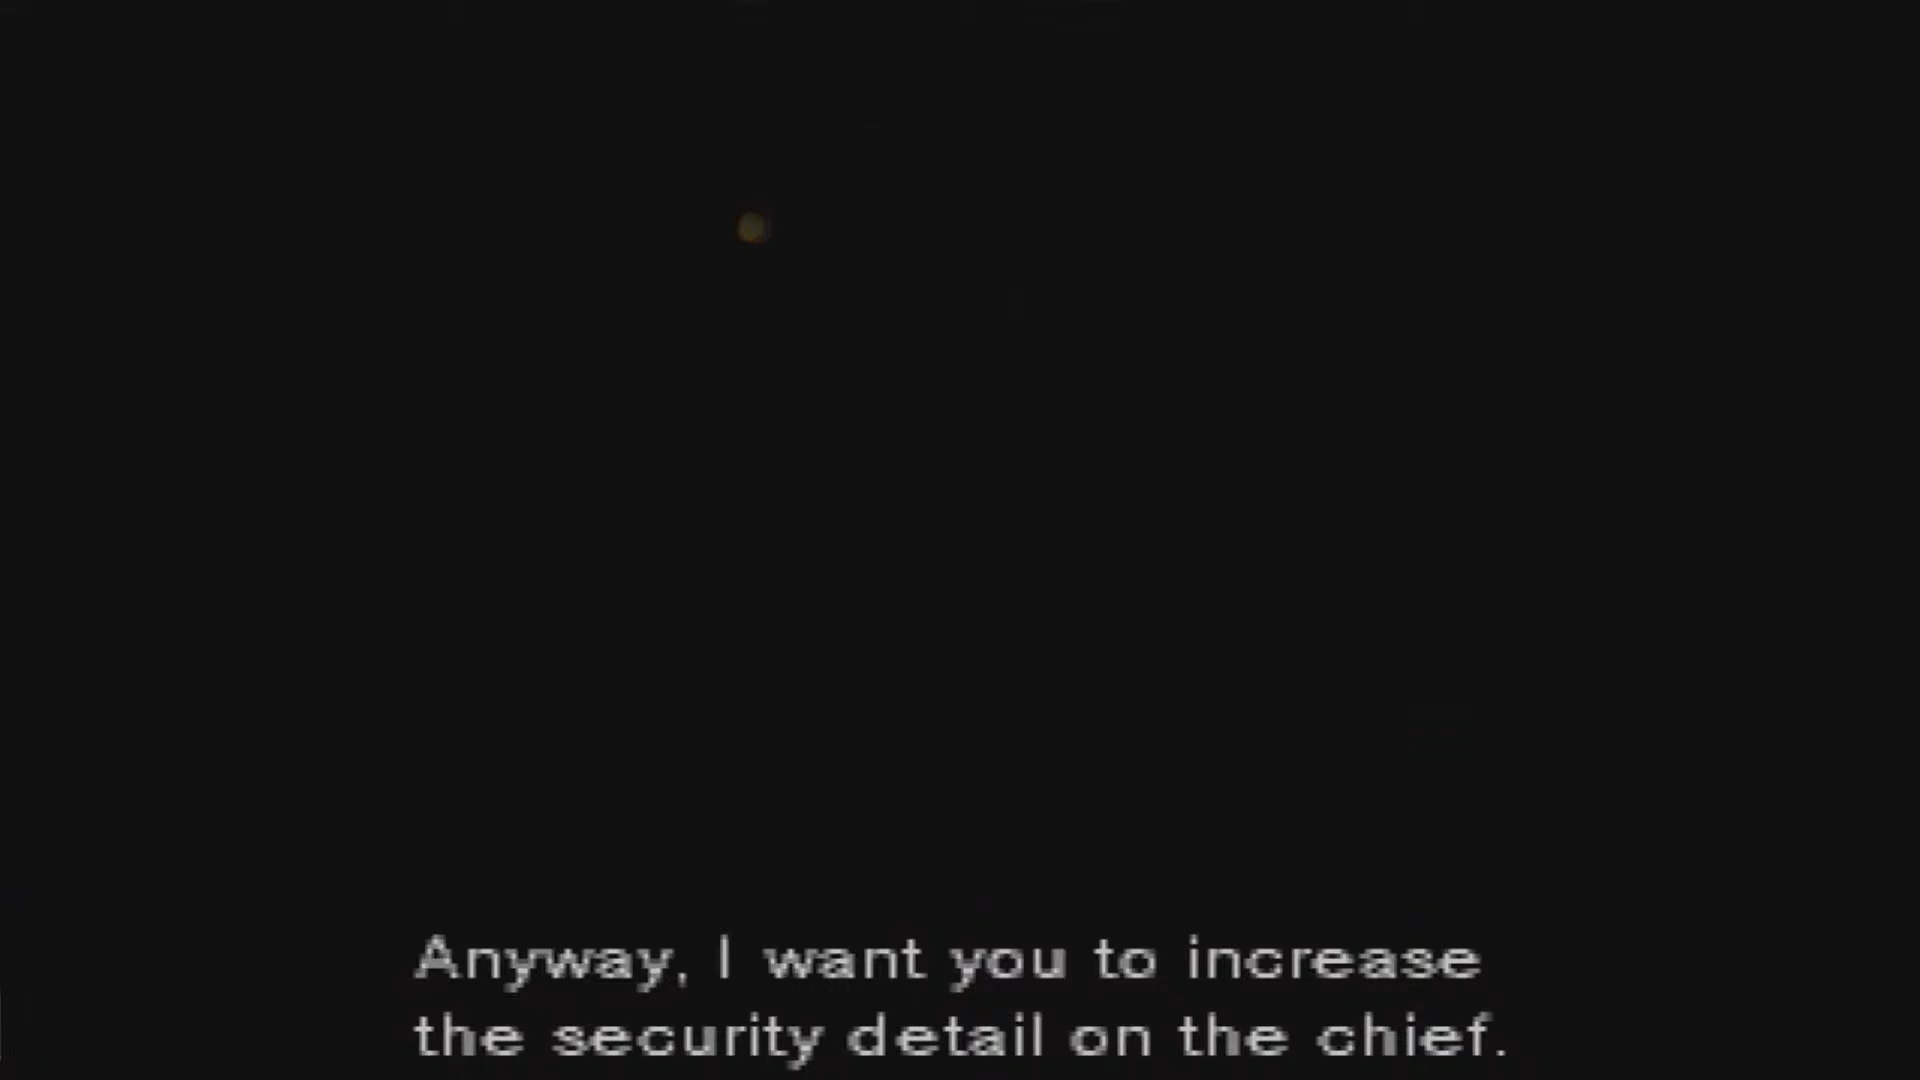 Anyway, I want you to increase
the security detail on the chief.